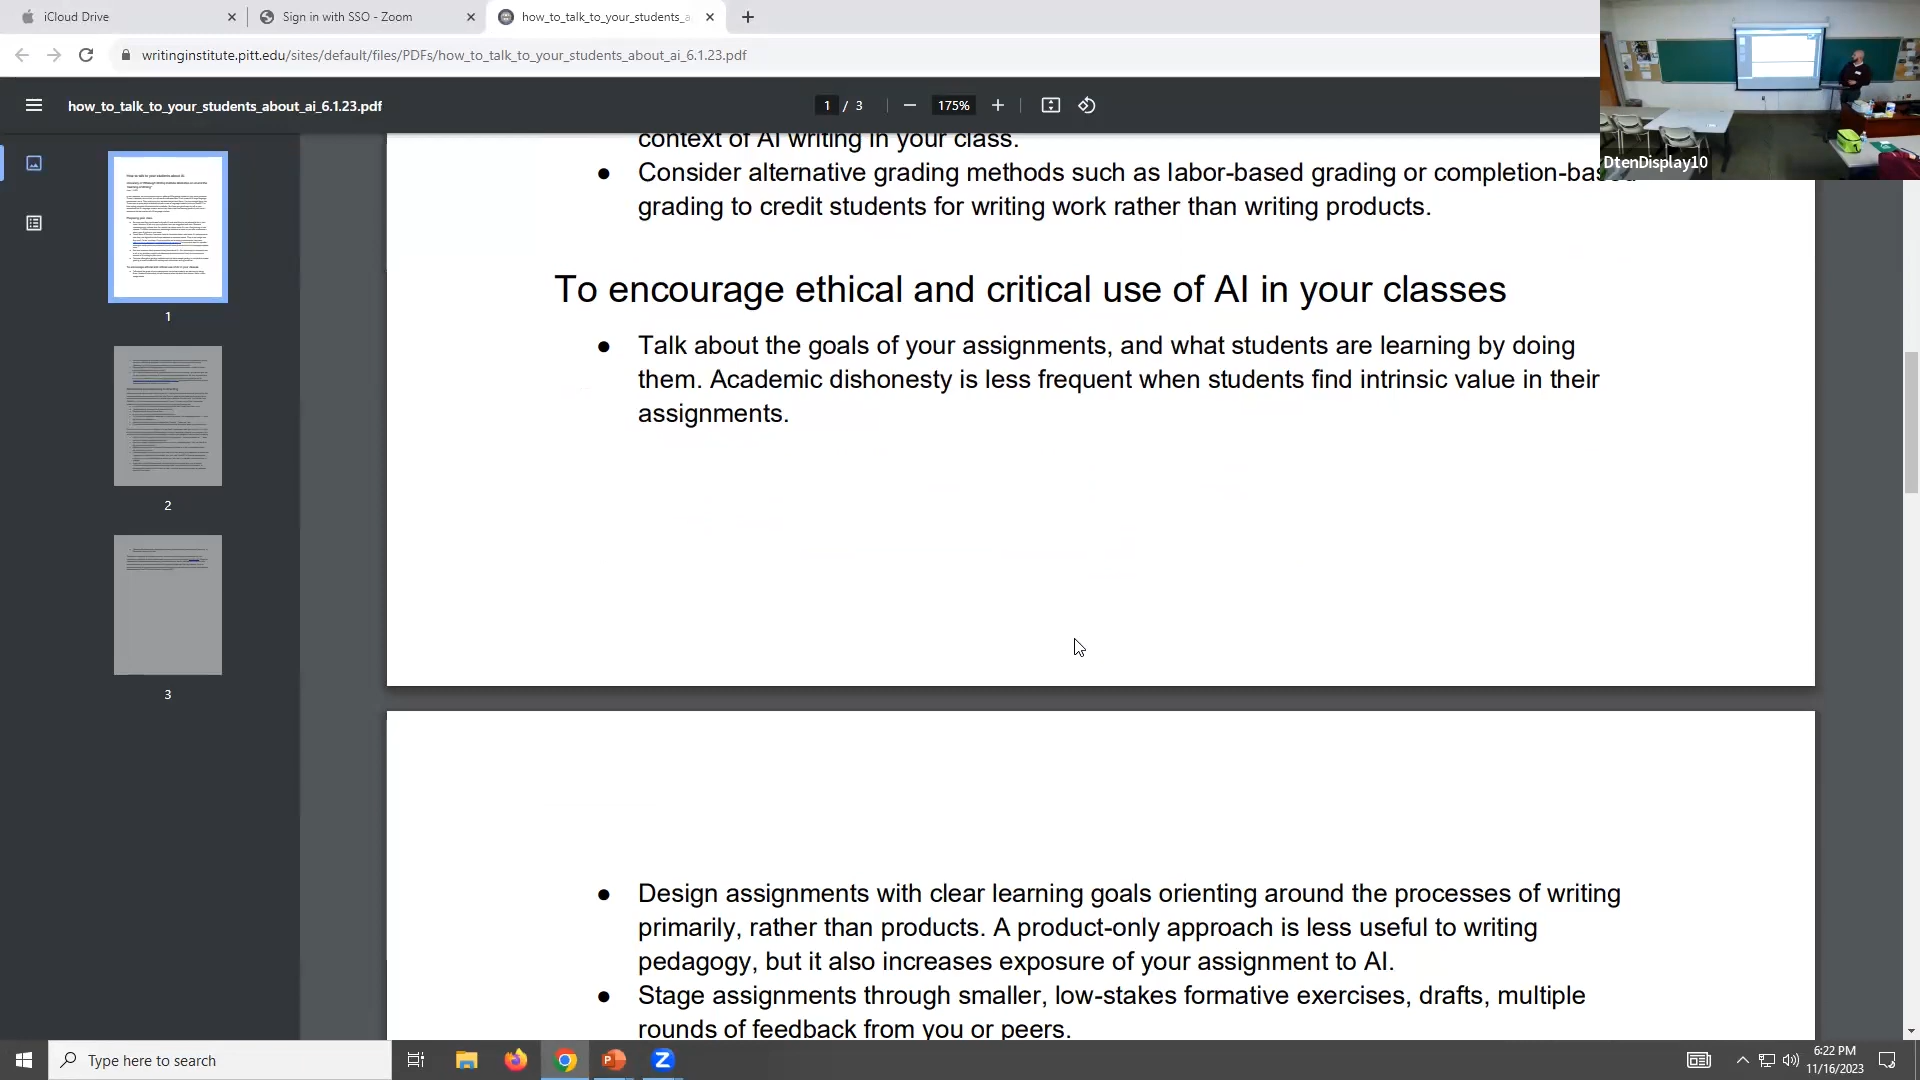 iCloud Drive
Sign in with SSO - Zoom
how_to_talk_to_your_students_a
writinginstitute.pitt.edu/sites/default/files/PDFs/how_to_talk_to_your_students_about_ai_6.1.23.pdf
how_to_talk_to_your_students_about_ai_6.1.23.pdf
1 / 3
175%
DtenDisplay10
context of AI writing in your class.
● Consider alternative grading methods such as labor-based grading or completion-based
grading to credit students for writing work rather than writing products.
To encourage ethical and critical use of AI in your classes
● Talk about the goals of your assignments, and what students are learning by doing
them. Academic dishonesty is less frequent when students find intrinsic value in their
assignments.
● Design assignments with clear learning goals orienting around the processes of writing
primarily, rather than products. A product-only approach is less useful to writing
pedagogy, but it also increases exposure of your assignment to AI.
● Stage assignments through smaller, low-stakes formative exercises, drafts, multiple
rounds of feedback from you or peers.
1
2
3
Type here to search
6:22 PM
11/16/2023